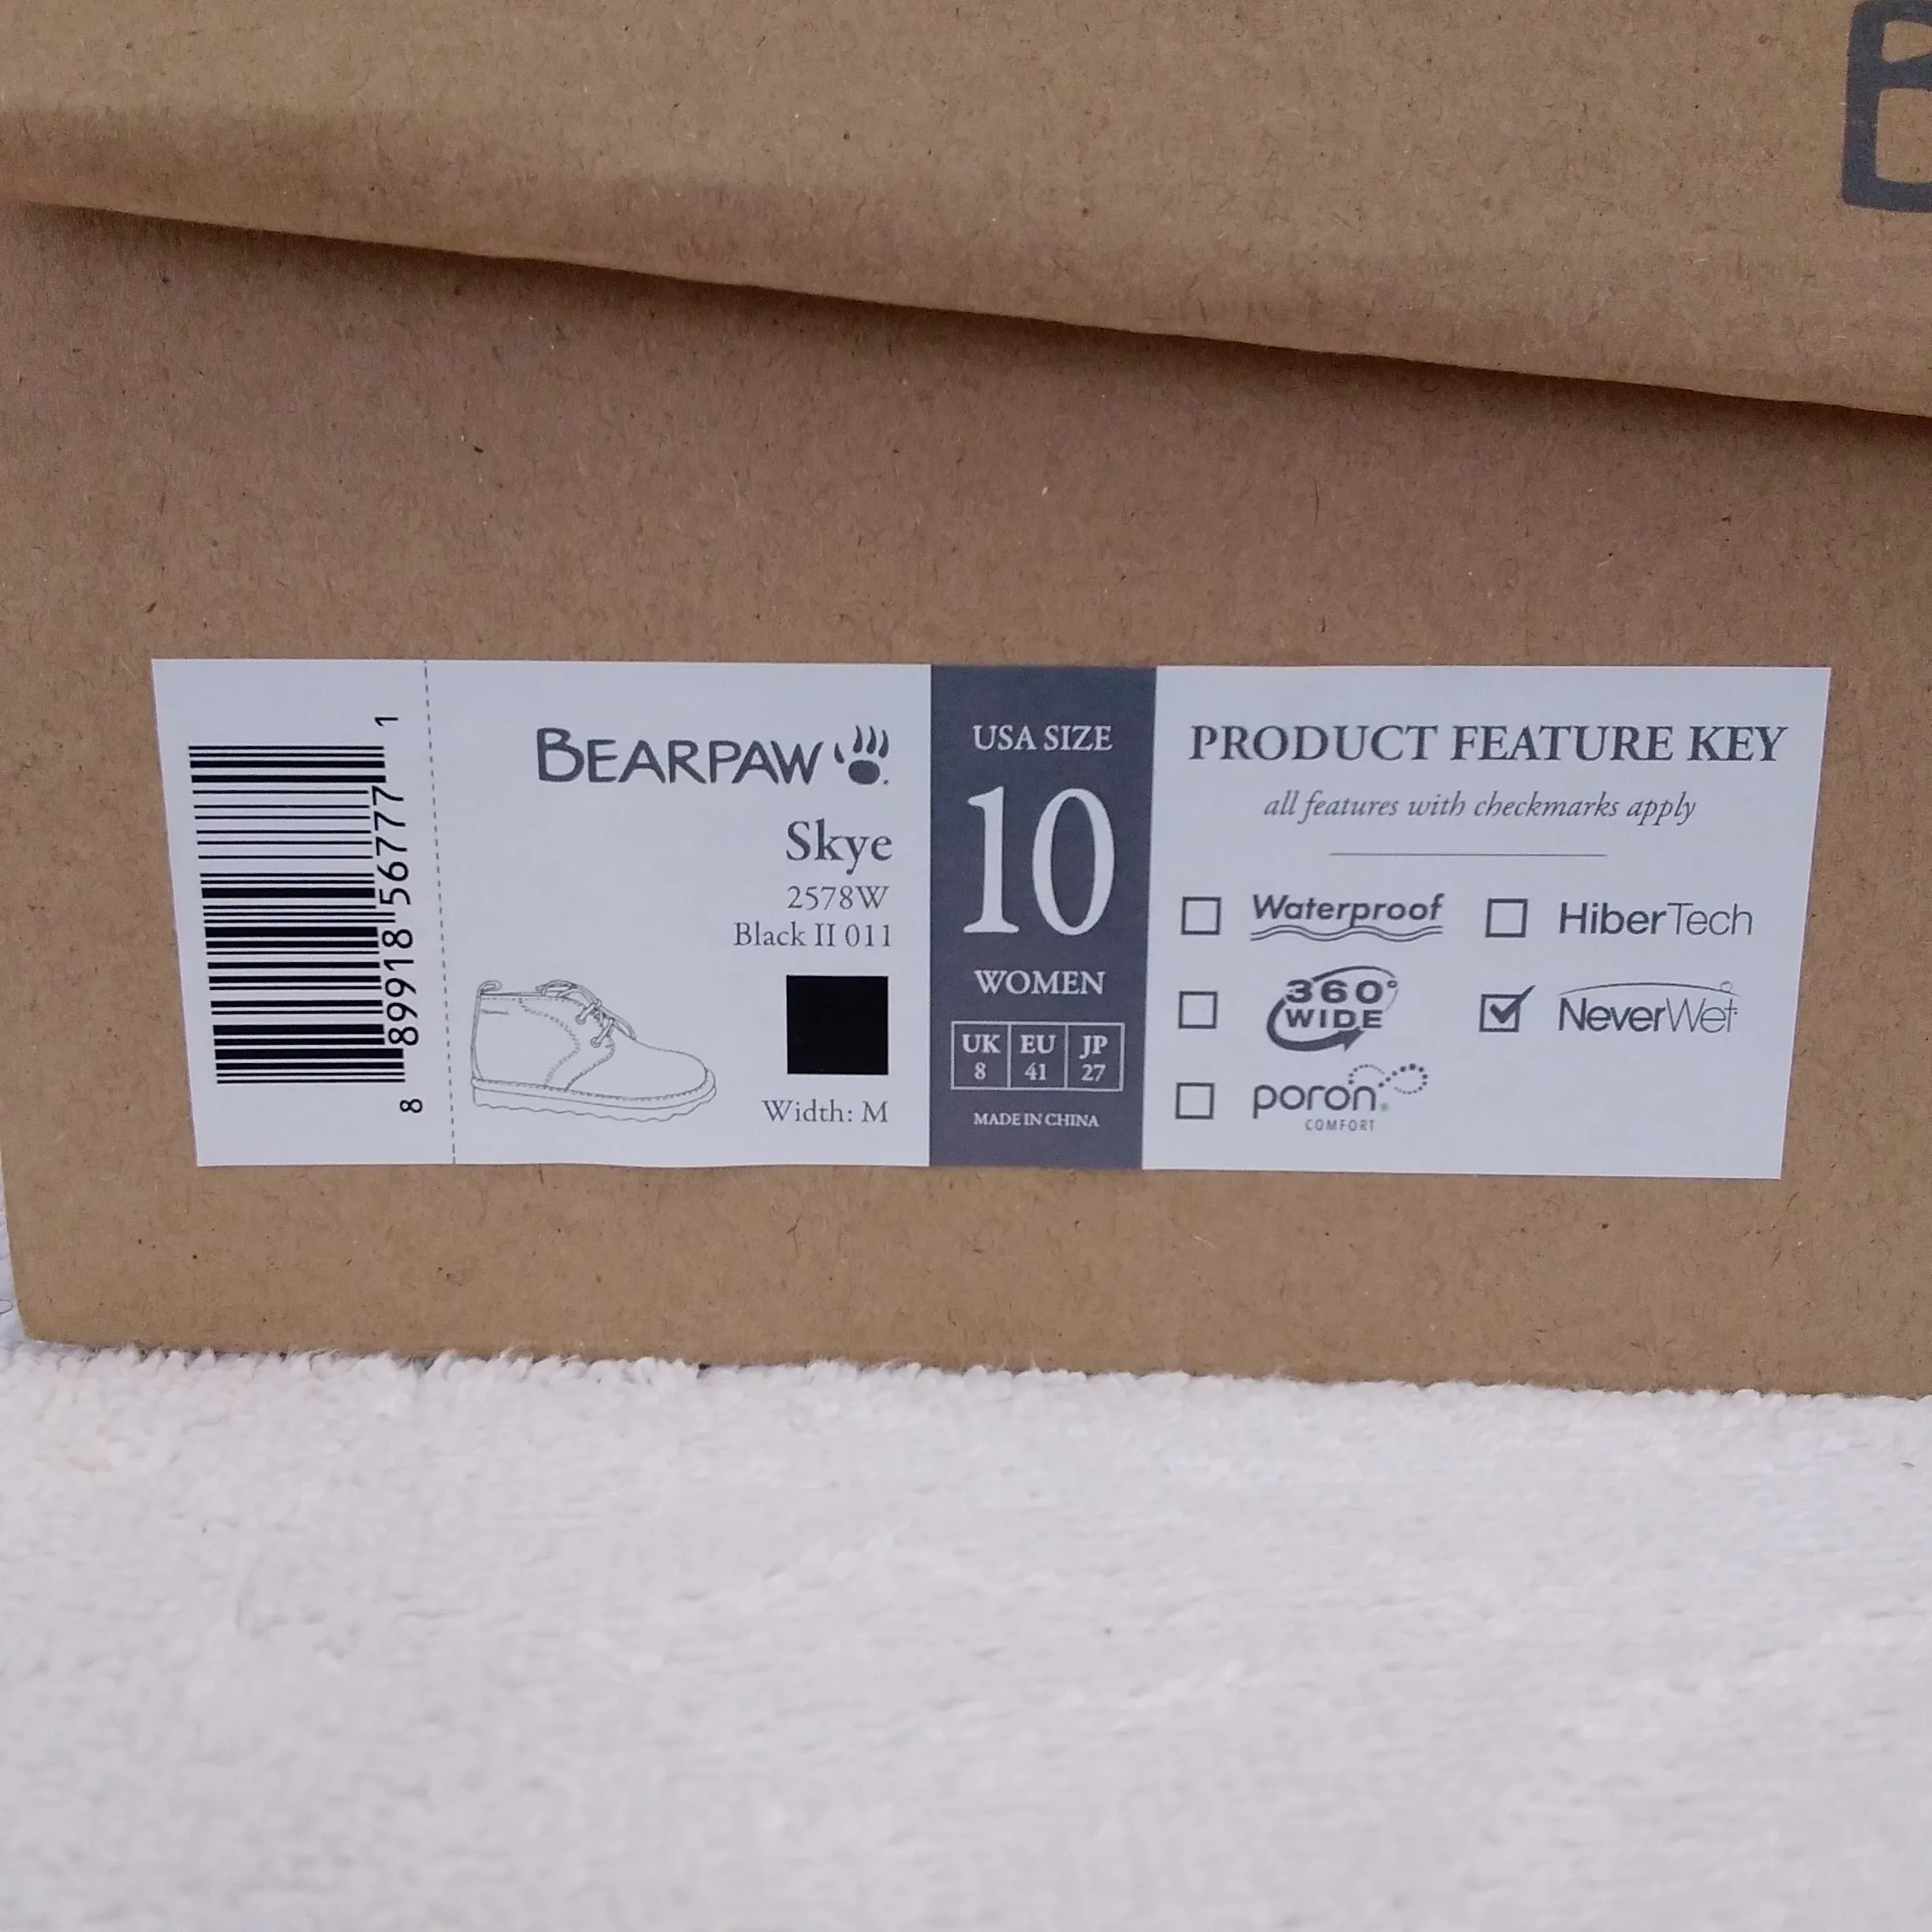 B
8 89918 56777 1
BEARPAW
Skye
2578W
Black II 011
Width: M
USA SIZE
10
WOMEN
UK EU JP
8 41 27
MADE IN CHINA
PRODUCT FEATURE KEY
all features with checkmarks apply
Waterproof
HiberTech
360°
WIDE
NeverWet
poron®
COMFORT